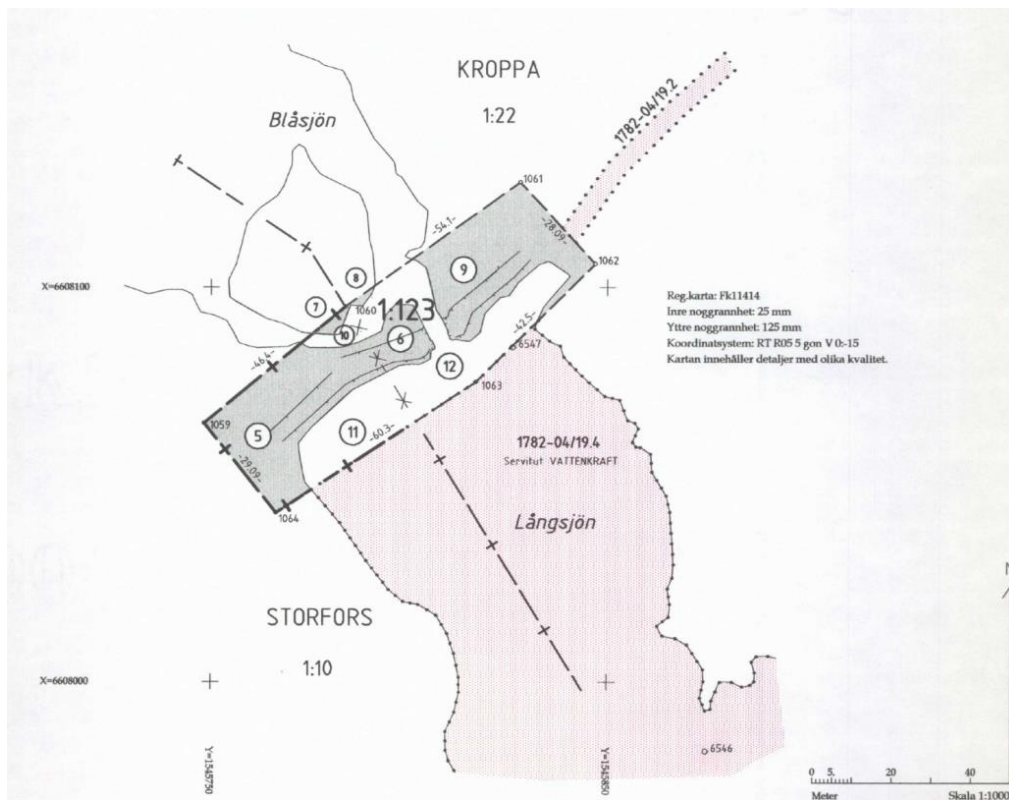 KROPPA
1:22
Blåsjön
1782-04/19.2
1061
-54.1-
-28.09-
1062
X=6608100
9
8
7
1060
1:123
10
6
-42.5-
6547
Reg.karta: Fk11414
Inre noggrannhet: 25 mm
Yttre noggrannhet: 125 mm
Koordinatsystem: RT R05 5 gon V 0:-15
Kartan innehåller detaljer med olika kvalitet.
-46.4-
12
1063
1059
5
11
-60.3-
-29.09-
1064
1782-04/19.4
Servitut VATTENKRAFT
Långsjön
STORFORS
1:10
X=6608000
6546
0 5 10 20 40
Meter
Skala 1:1000